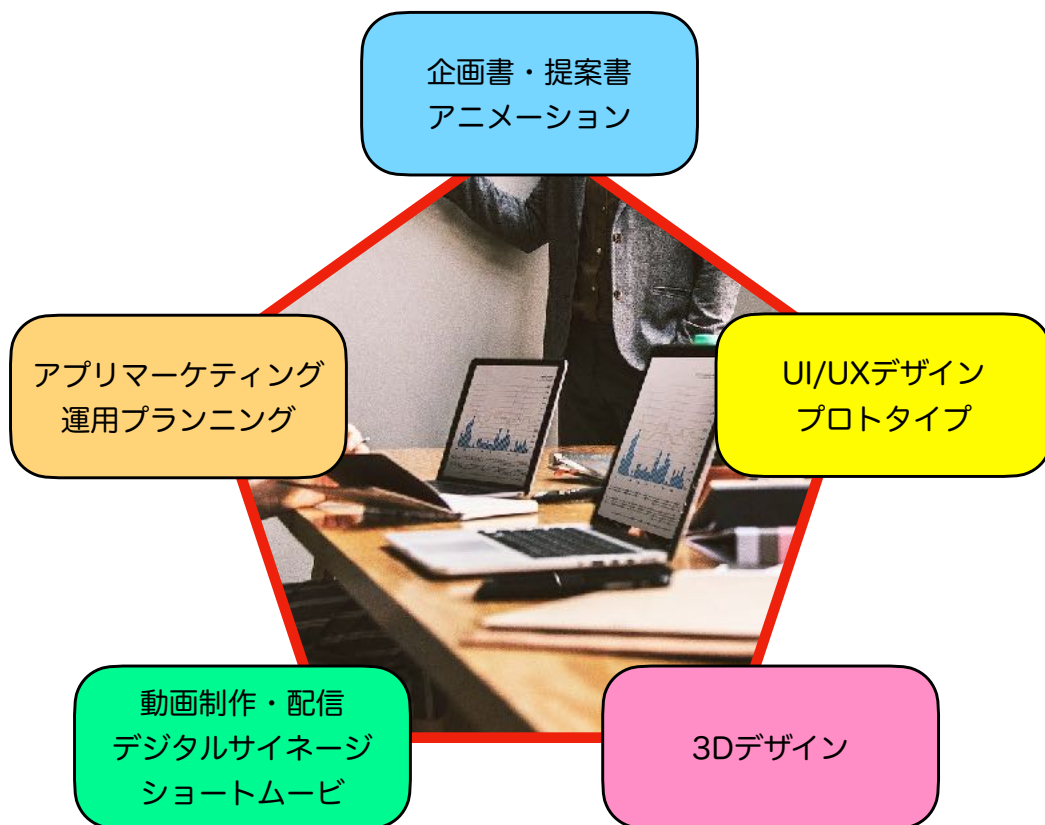 企画書・提案書
アニメーション
アプリマーケティング
運用プランニング
UI/UXデザイン
プロトタイプ
動画制作・配信
デジタルサイネージ
ショートムービ
3Dデザイン